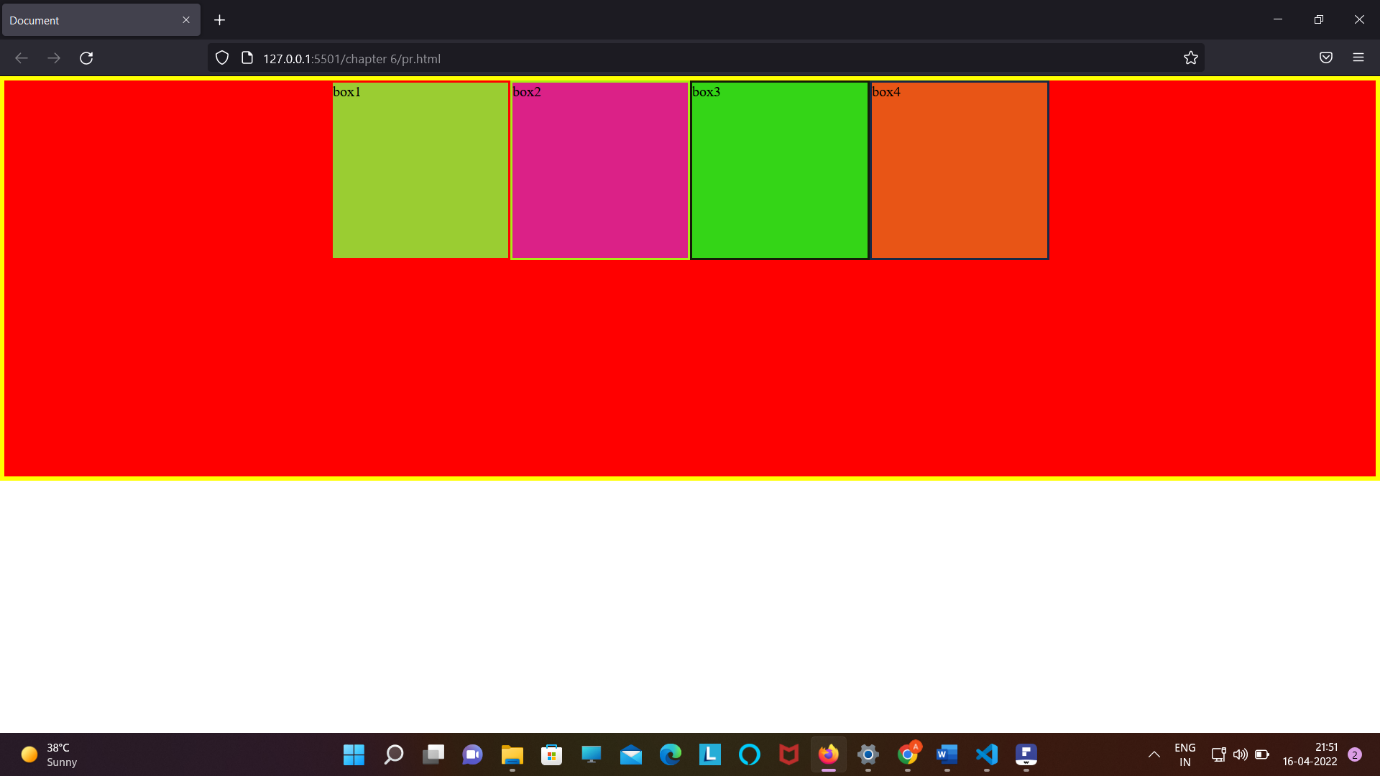 Document
127.0.0.1:5501/chapter 6/pr.html
box1
box2
box3
box4
38°C
Sunny
L
A
W
W
ENG
IN
21:51
16-04-2022
2